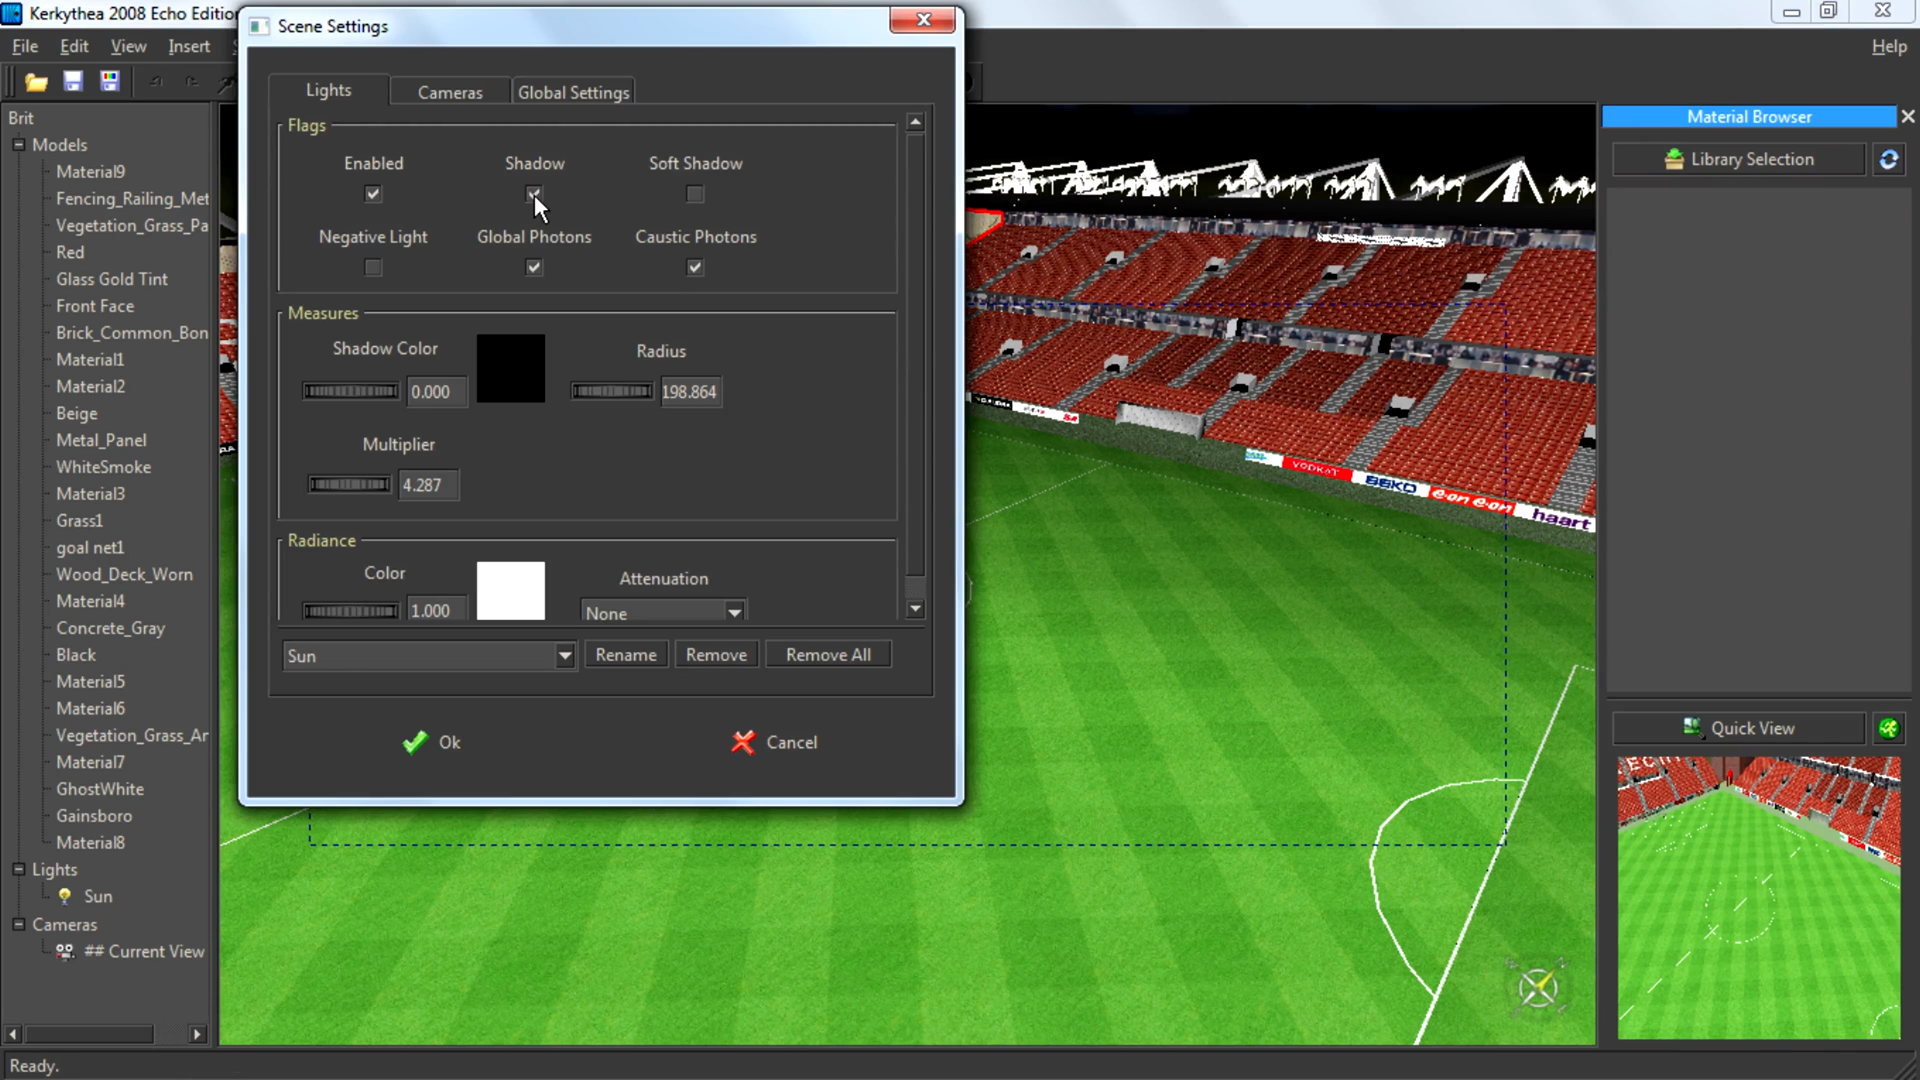 Kerkythea 2008 Echo Edition
File Edit View Insert Help
Scene Settings
Lights Cameras Global Settings
Flags
Enabled Shadow Soft Shadow
Negative Light Global Photons Caustic Photons
Measures
Shadow Color Radius
0.000 198.864
Multiplier
4.287
Radiance
Color Attenuation
1.000 None
Sun Rename Remove Remove All
Ok Cancel
Brit
Models
Material9
Fencing_Railing_Met
Vegetation_Grass_Pa
Red
Glass Gold Tint
Front Face
Brick_Common_Bon
Material1
Material2
Beige
Metal_Panel
WhiteSmoke
Material3
Grass1
goal net1
Wood_Deck_Worn
Material4
Concrete_Gray
Black
Material5
Material6
Vegetation_Grass_Ar
Material7
GhostWhite
Gainsboro
Material8
Lights
Sun
Cameras
## Current View
VODKAT
BEKO
e-on e-on
haart
Material Browser
Library Selection
Quick View
Ready.